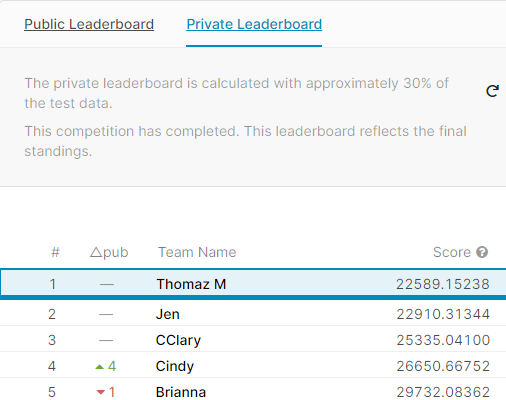 Public Leaderboard Private Leaderboard
The private leaderboard is calculated with approximately 30% of
the test data.
This competition has completed. This leaderboard reflects the final
standings.
# △pub Team Name Score ?
1 — Thomaz M 22589.15238
2 — Jen 22910.31344
3 — CClary 25335.04100
4 ▲4 Cindy 26650.66752
5 ▼1 Brianna 29732.08362